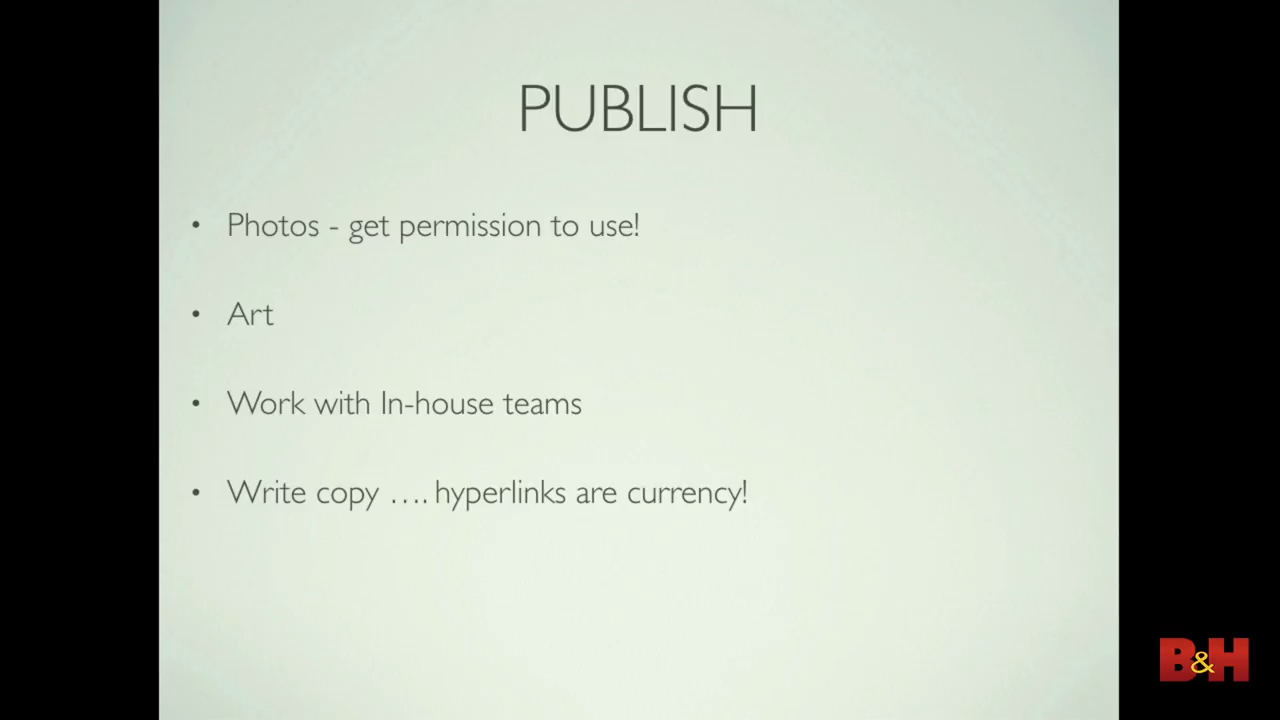 PUBLISH
• Photos - get permission to use!
• Art
• Work with In-house teams
• Write copy .... hyperlinks are currency!
B&H